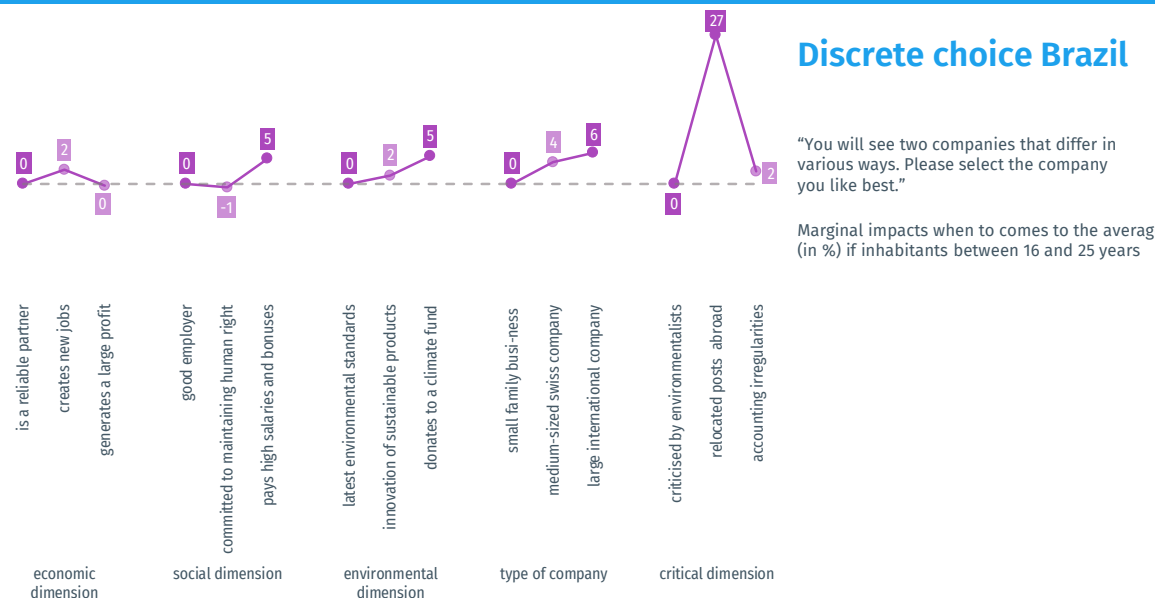 27
Discrete choice Brazil
“You will see two companies that differ in
various ways. Please select the company
you like best.”
Marginal impacts when to comes to the averag
(in %) if inhabitants between 16 and 25 years
0
2
0
0
-1
5
0
2
5
0
4
6
0
2
is a reliable partner
creates new jobs
generates a large profit
good employer
committed to maintaining human right
pays high salaries and bonuses
latest environmental standards
innovation of sustainable products
donates to a climate fund
small family busi-ness
medium-sized swiss company
large international company
criticised by environmentalists
relocated posts abroad
accounting irregularities
economic
dimension
social dimension
environmental
dimension
type of company
critical dimension